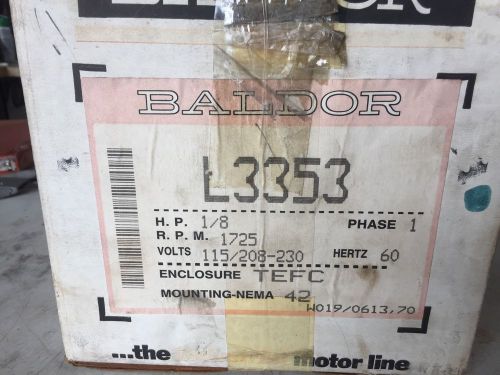 BALDOR
BALDOR
L3353
H.P. 1/8 PHASE 1
R.P.M. 1725
VOLTS 115/208-230 HERTZ 60
ENCLOSURE TEFC
MOUNTING-NEMA 42
W019/0613,70
...the motor line